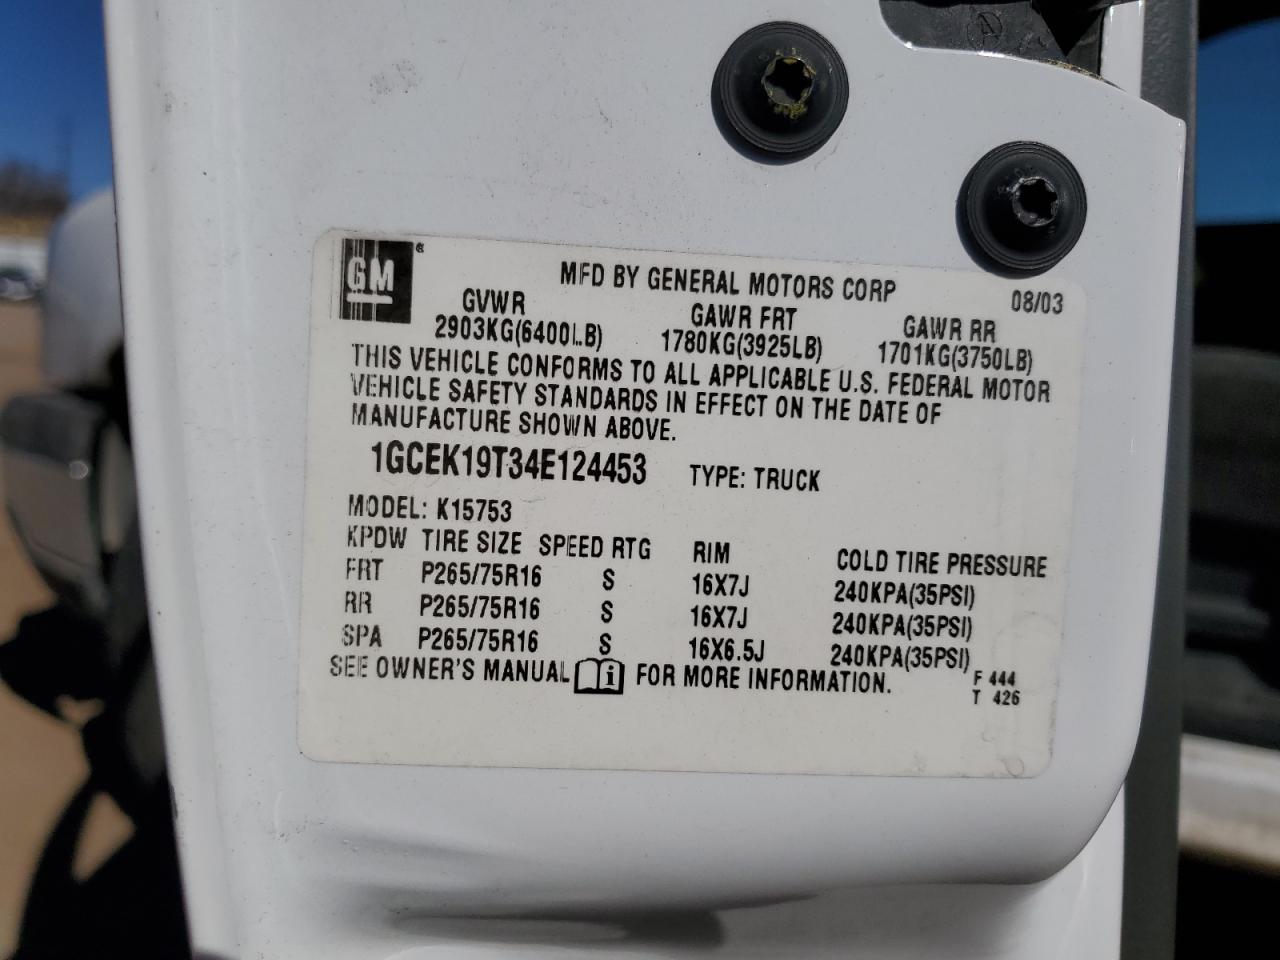 GM ®
MFD BY GENERAL MOTORS CORP 08/03
GVWR GAWR FRT GAWR RR
2903KG(6400LB) 1780KG(3925LB) 1701KG(3750LB)
THIS VEHICLE CONFORMS TO ALL APPLICABLE U.S. FEDERAL MOTOR
VEHICLE SAFETY STANDARDS IN EFFECT ON THE DATE OF
MANUFACTURE SHOWN ABOVE.
1GCEK19T34E124453 TYPE: TRUCK
MODEL: K15753
KPDW TIRE SIZE SPEED RTG RIM COLD TIRE PRESSURE
FRT P265/75R16 S 16X7J 240KPA(35PSI)
RR P265/75R16 S 16X7J 240KPA(35PSI)
SPA P265/75R16 S 16X6.5J 240KPA(35PSI)
SEE OWNER'S MANUAL i FOR MORE INFORMATION.
F 444
T 426